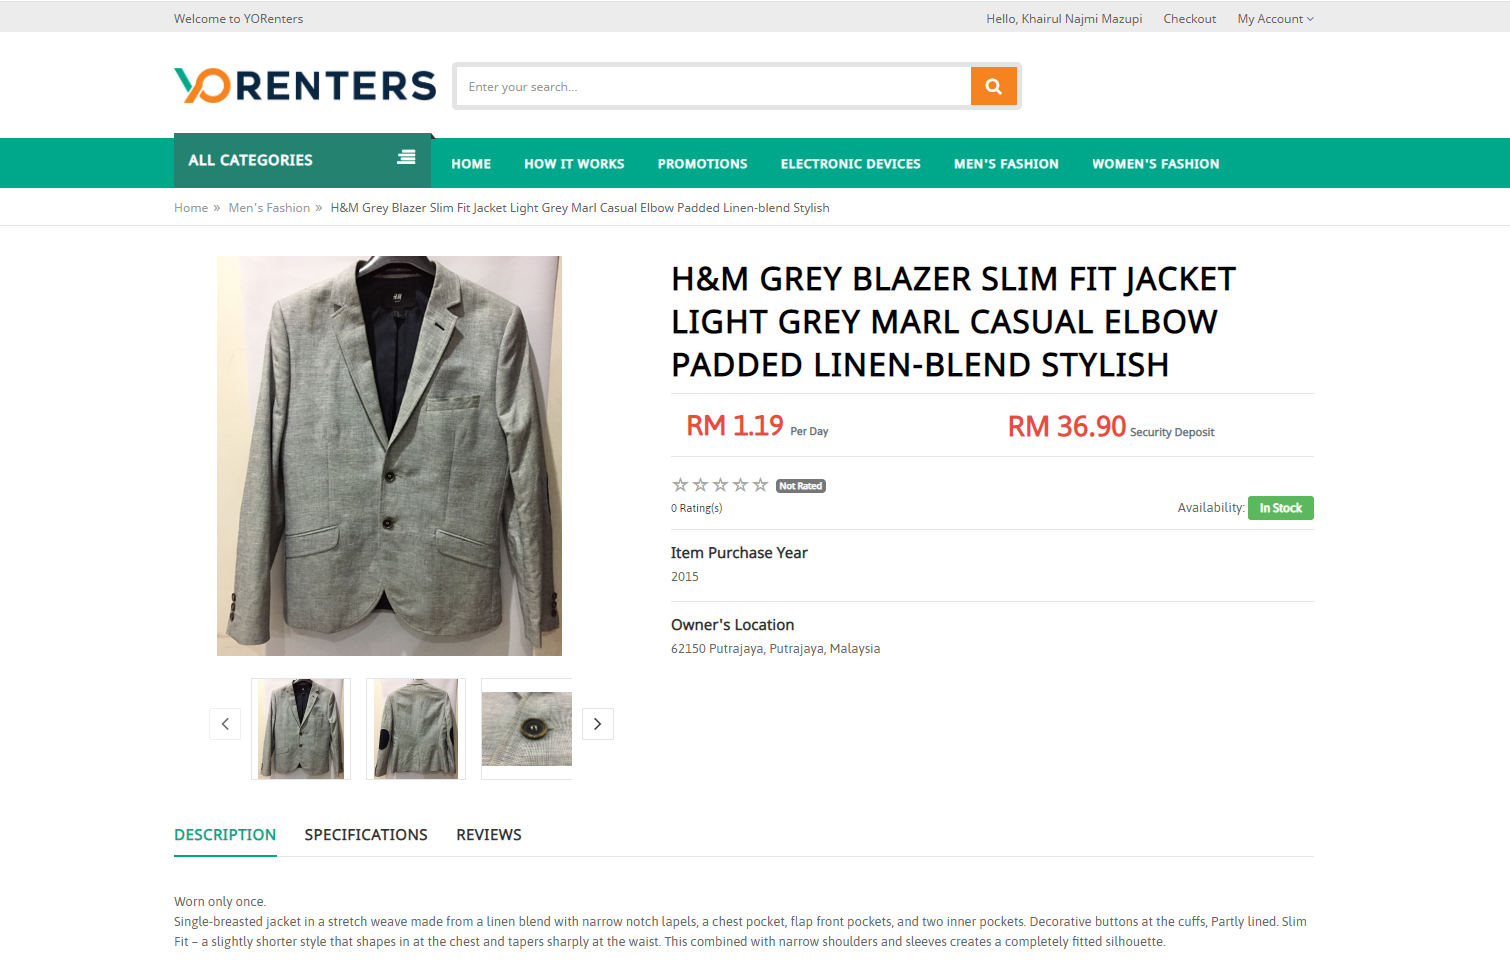 Welcome to YORenters
Hello, Khairul Najmi Mazupi Checkout My Account
YORENTERS
Enter your search...
ALL CATEGORIES
HOME HOW IT WORKS PROMOTIONS ELECTRONIC DEVICES MEN'S FASHION WOMEN'S FASHION
Home » Men's Fashion » H&M Grey Blazer Slim Fit Jacket Light Grey Marl Casual Elbow Padded Linen-blend Stylish
H&M
H&M GREY BLAZER SLIM FIT JACKET
LIGHT GREY MARL CASUAL ELBOW
PADDED LINEN-BLEND STYLISH
RM 1.19 Per Day
RM 36.90 Security Deposit
Not Rated
0 Rating(s)
Availability: In Stock
Item Purchase Year
2015
Owner's Location
62150 Putrajaya, Putrajaya, Malaysia
DESCRIPTION SPECIFICATIONS REVIEWS
Worn only once.
Single-breasted jacket in a stretch weave made from a linen blend with narrow notch lapels, a chest pocket, flap front pockets, and two inner pockets. Decorative buttons at the cuffs, Partly lined. Slim
Fit – a slightly shorter style that shapes in at the chest and tapers sharply at the waist. This combined with narrow shoulders and sleeves creates a completely fitted silhouette.